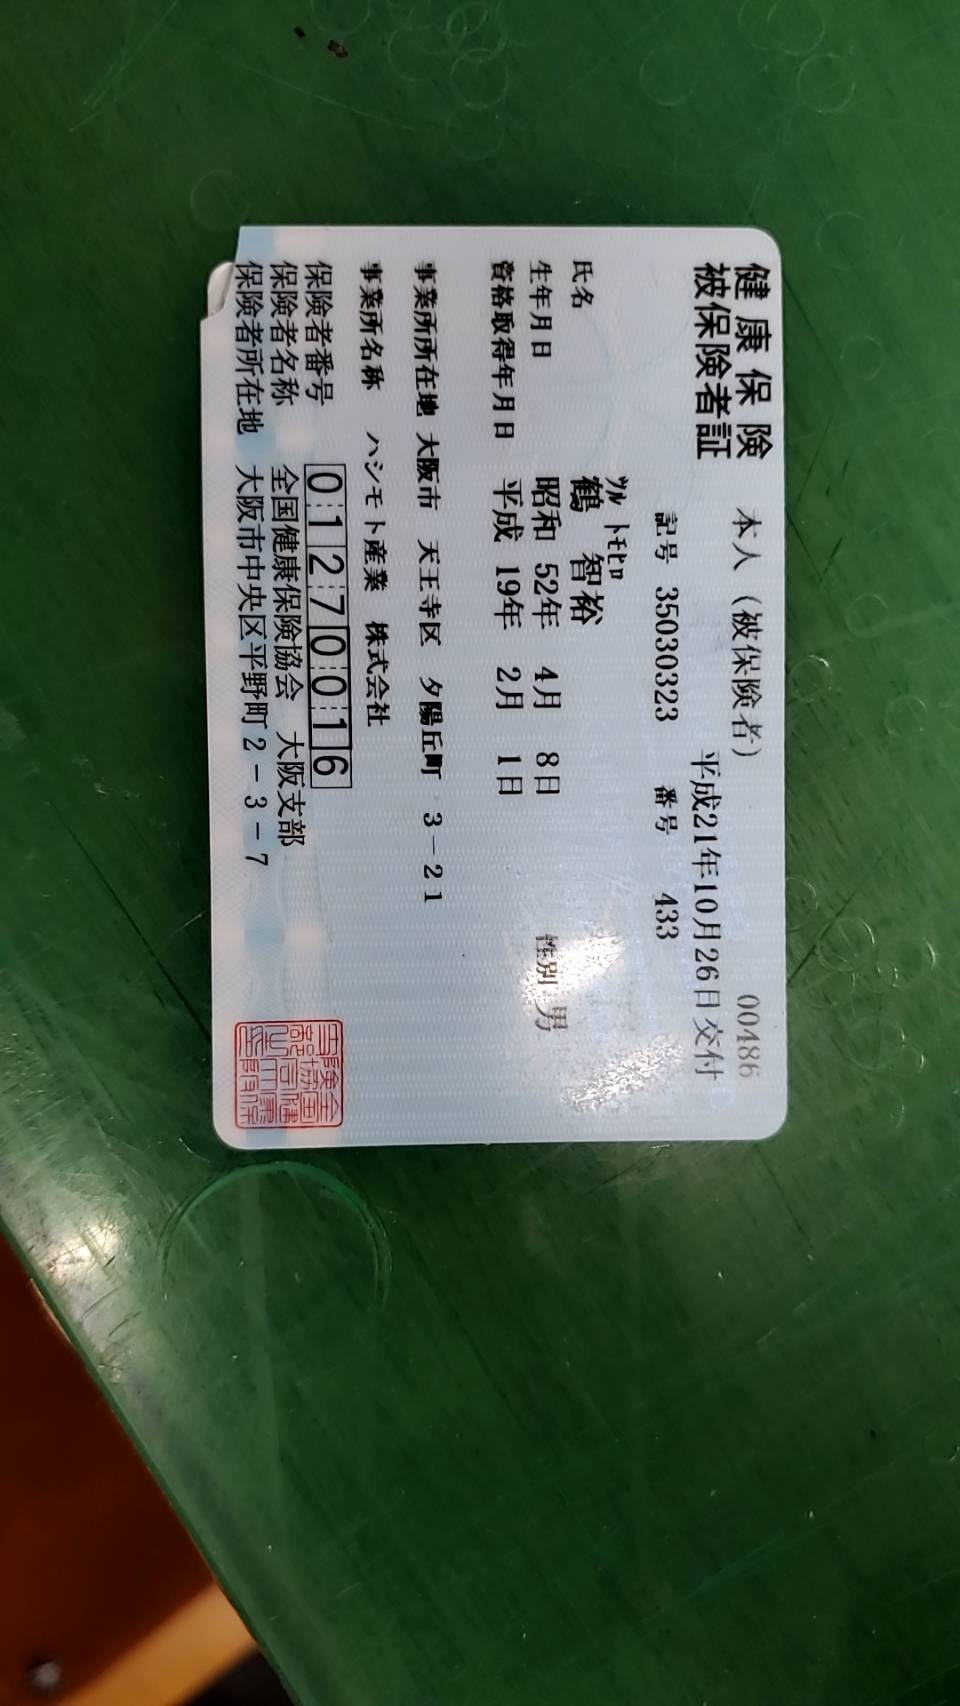 健康保険
被保険者証
本人（被保険者）
00486
平成21年10月26日交付
記号 35030323 番号 433
ﾂﾙ ﾄﾓﾋﾛ
氏名 鶴 智裕
生年月日 昭和 52年 4月 8日 性別 男
資格取得年月日 平成 19年 2月 1日
事業所所在地 大阪市 天王寺区 夕陽丘町 3－21
事業所名称 ハシモト産業 株式会社
保険者番号 01270016
保険者名称 全国健康保険協会 大阪支部
保険者所在地 大阪市中央区平野町2－3－7